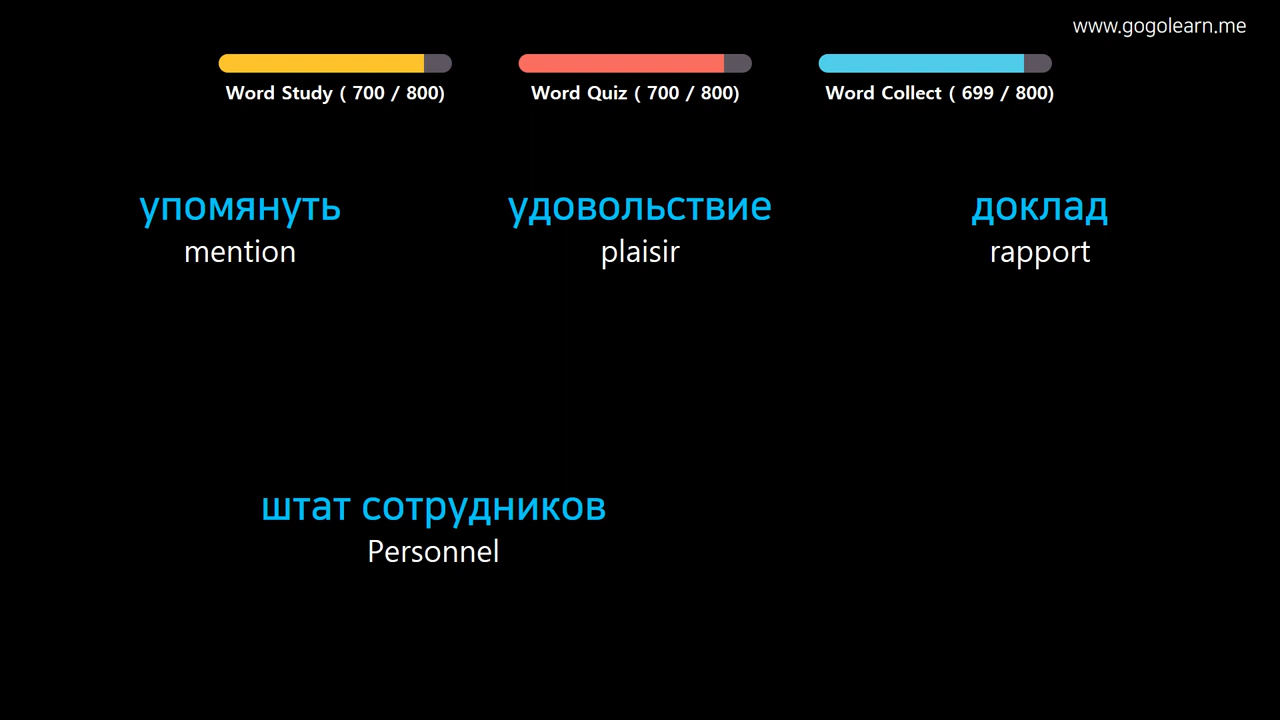 www.gogolearn.me
Word Study ( 700 / 800)
Word Quiz ( 700 / 800)
Word Collect ( 699 / 800)
упомянуть
mention
удовольствие
plaisir
доклад
rapport
штат сотрудников
Personnel